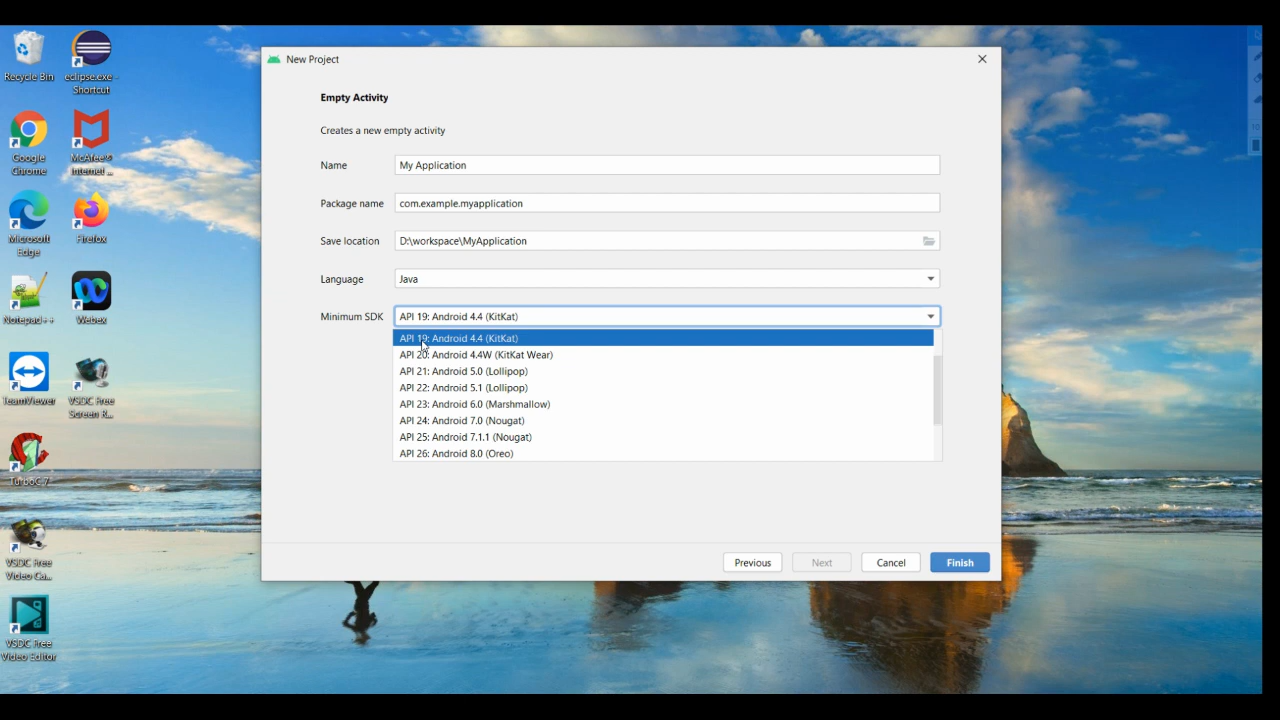 Recycle Bin
eclipse.exe -
Shortcut
Google
Chrome
McAfee®
Internet ...
Microsoft
Edge
Firefox
Notepad++
Webex
TeamViewer
VSDC Free
Screen R...
TurboC 7
VSDC Free
Video Ca...
VSDC Free
Video Editor
New Project
Empty Activity
Creates a new empty activity
Name
My Application
Package name
com.example.myapplication
Save location
D:\workspace\MyApplication
Language
Java
Minimum SDK
API 19: Android 4.4 (KitKat)
API 19: Android 4.4 (KitKat)
API 20: Android 4.4W (KitKat Wear)
API 21: Android 5.0 (Lollipop)
API 22: Android 5.1 (Lollipop)
API 23: Android 6.0 (Marshmallow)
API 24: Android 7.0 (Nougat)
API 25: Android 7.1.1 (Nougat)
API 26: Android 8.0 (Oreo)
Previous
Next
Cancel
Finish